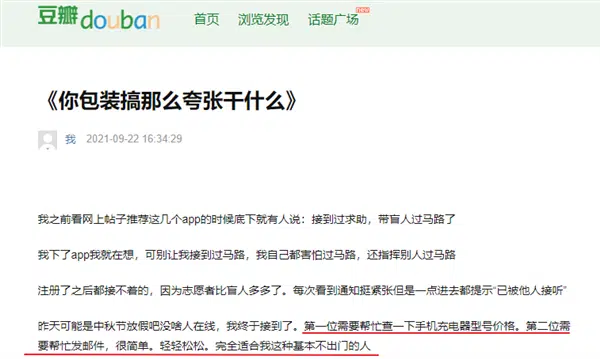 豆瓣douban 首页 浏览发现 话题广场 new
《你包装搞那么夸张干什么》
我 2021-09-22 16:34:29
我之前看网上帖子推荐这几个app的时候底下就有人说：接到过求助，带盲人过马路了
我下了app我就在想，可别让我接到过马路，我自己都害怕过马路，还指挥别人过马路
注册了之后都接不着的，因为志愿者比盲人多多了。每次看到通知挺紧张但是一点进去都提示“已被他人接听”
昨天可能是中秋节放假吧没啥人在线，我终于接到了。第一位需要帮忙查一下手机充电器型号价格。第二位需
要帮忙发邮件，很简单。轻轻松松。完全适合我这种基本不出门的人